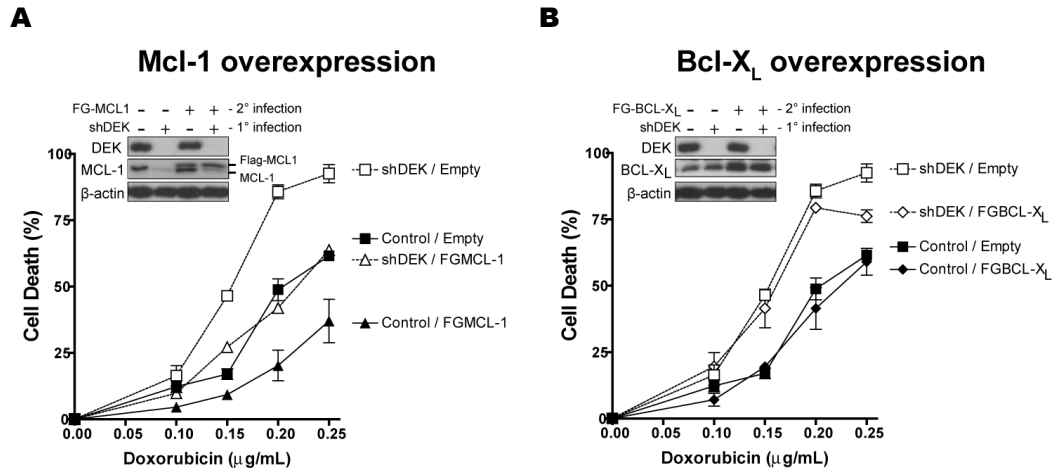 A
Mcl-1 overexpression
FG-MCL1 - - + + - 2° infection
shDEK - + - + - 1° infection
DEK
MCL-1
Flag-MCL1
MCL-1
β-actin
Cell Death (%)
100
75
50
25
0
0.00 0.05 0.10 0.15 0.20 0.25
Doxorubicin (μg/mL)
shDEK / Empty
Control / Empty
shDEK / FGMCL-1
Control / FGMCL-1
B
Bcl-XL overexpression
FG-BCL-XL - - + + - 2° infection
shDEK - + - + - 1° infection
DEK
BCL-XL
β-actin
Cell Death (%)
100
75
50
25
0
0.00 0.05 0.10 0.15 0.20 0.25
Doxorubicin (μg/mL)
shDEK / Empty
shDEK / FGBCL-XL
Control / Empty
Control / FGBCL-XL